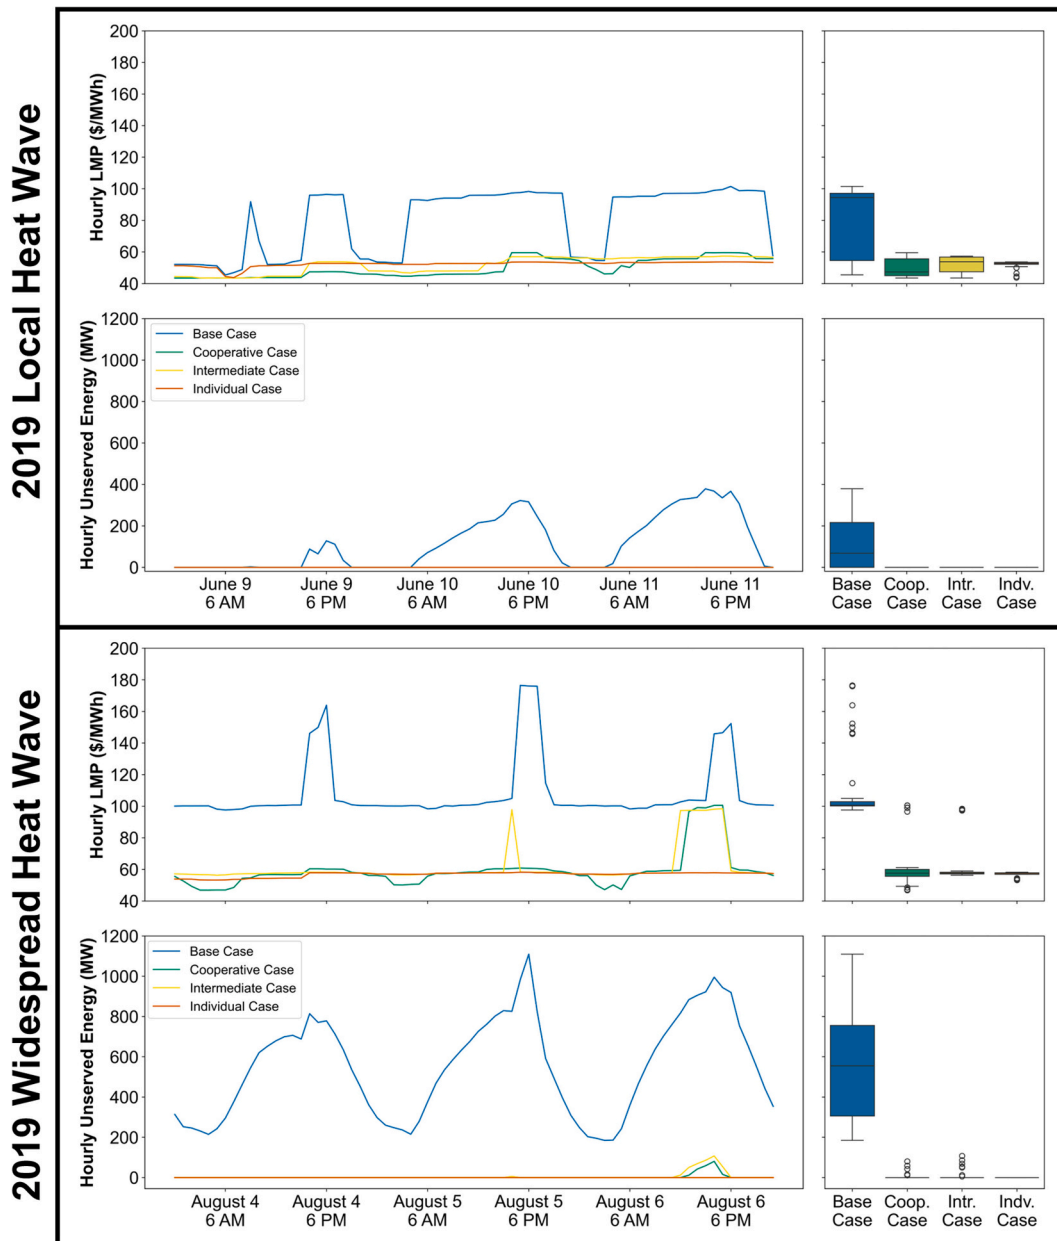 2019 Local Heat Wave
Hourly LMP ($/MWh)
200
180
160
140
120
100
80
60
40
Hourly Unserved Energy (MW)
1200
1000
800
600
400
200
0
Base Case
Cooperative Case
Intermediate Case
Individual Case
June 9 June 9 June 10 June 10 June 11 June 11
6 AM 6 PM 6 AM 6 PM 6 AM 6 PM
Base Coop. Intr. Indv.
Case Case Case Case
2019 Widespread Heat Wave
Hourly LMP ($/MWh)
200
180
160
140
120
100
80
60
40
Hourly Unserved Energy (MW)
1200
1000
800
600
400
200
0
Base Case
Cooperative Case
Intermediate Case
Individual Case
August 4 August 4 August 5 August 5 August 6 August 6
6 AM 6 PM 6 AM 6 PM 6 AM 6 PM
Base Coop. Intr. Indv.
Case Case Case Case